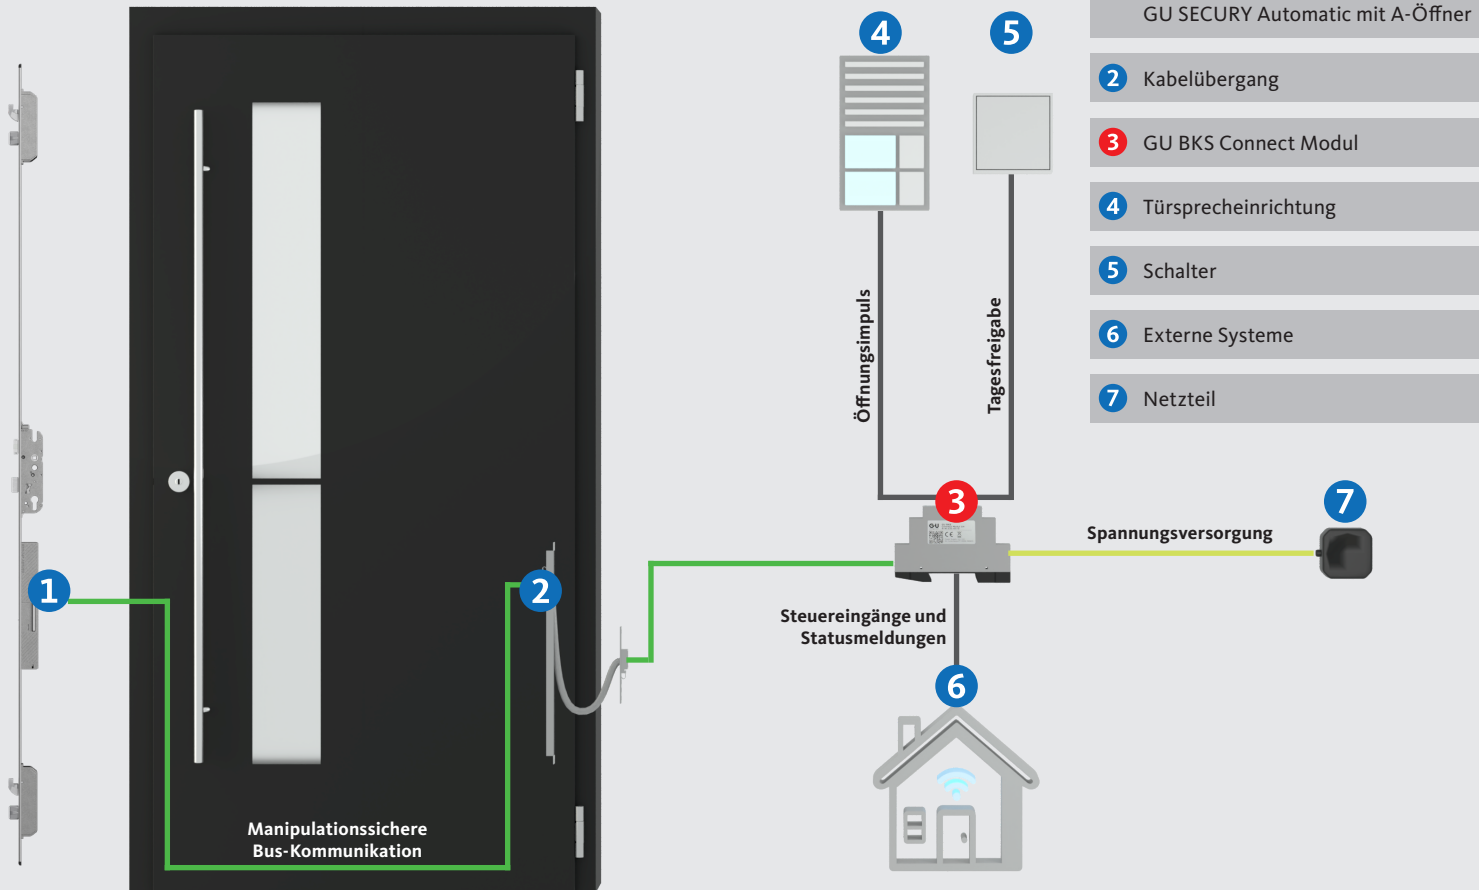 GU SECURY Automatic mit A-Öffner
2 Kabelübergang
3 GU BKS Connect Modul
4 Türsprecheinrichtung
5 Schalter
6 Externe Systeme
7 Netzteil
4
5
Öffnungsimpuls
Tagesfreigabe
3
7
Spannungsversorgung
1
2
Steuereingänge und
Statusmeldungen
6
Manipulationssichere
Bus-Kommunikation